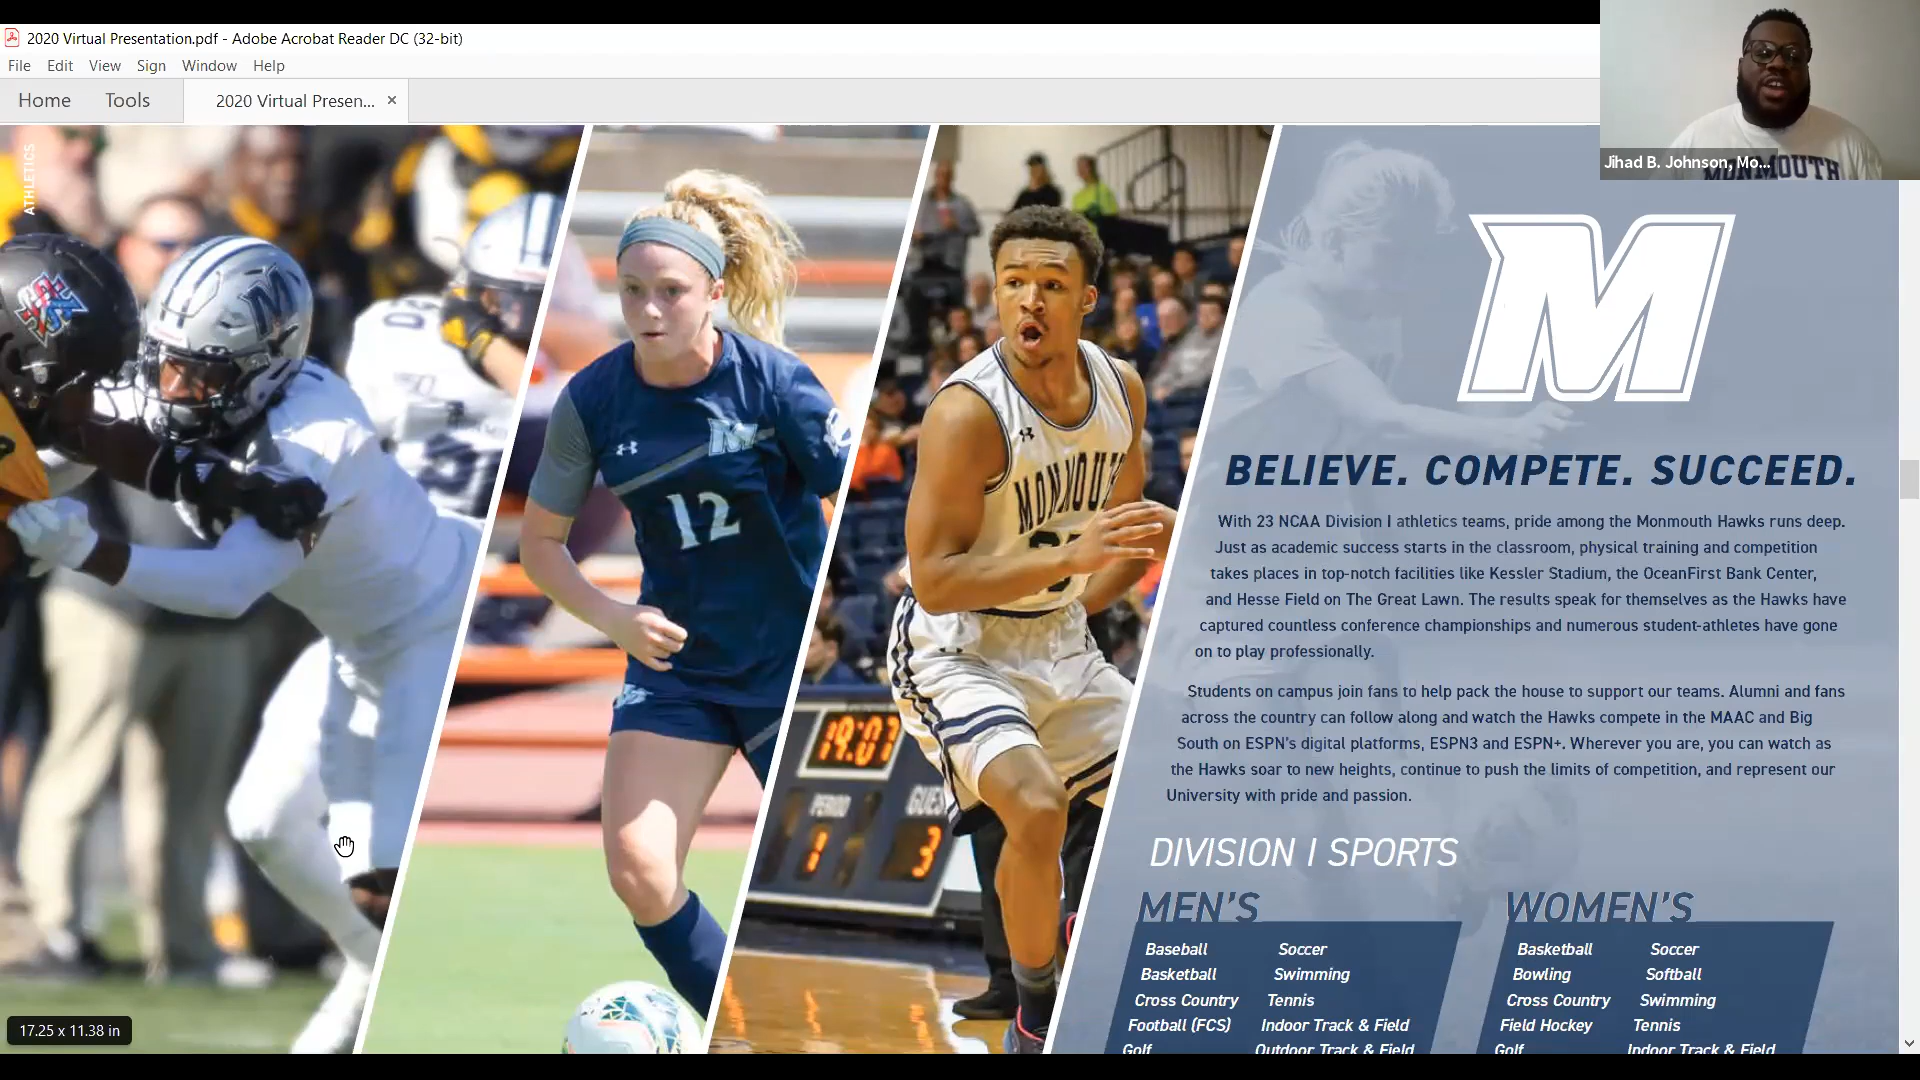 2020 Virtual Presentation.pdf - Adobe Acrobat Reader DC (32-bit)
File Edit View Sign Window Help
Home Tools 2020 Virtual Presen... ×
Jihad B. Johnson, Mo...
MONMOUTH
ATHLETICS
M
M
M
12
MONMOUTH
19:07
PERIOD
GUEST
1
3
BELIEVE. COMPETE. SUCCEED.
With 23 NCAA Division I athletics teams, pride among the Monmouth Hawks runs deep.
Just as academic success starts in the classroom, physical training and competition
takes places in top-notch facilities like Kessler Stadium, the OceanFirst Bank Center,
and Hesse Field on The Great Lawn. The results speak for themselves as the Hawks have
captured countless conference championships and numerous student-athletes have gone
on to play professionally.
Students on campus join fans to help pack the house to support our teams. Alumni and fans
across the country can follow along and watch the Hawks compete in the MAAC and Big
South on ESPN's digital platforms, ESPN3 and ESPN+. Wherever you are, you can watch as
the Hawks soar to new heights, continue to push the limits of competition, and represent our
University with pride and passion.
DIVISION I SPORTS
MEN'S
Baseball Soccer
Basketball Swimming
Cross Country Tennis
Football (FCS) Indoor Track & Field
Golf Outdoor Track & Field
WOMEN'S
Basketball Soccer
Bowling Softball
Cross Country Swimming
Field Hockey Tennis
Golf Indoor Track & Field
17.25 x 11.38 in